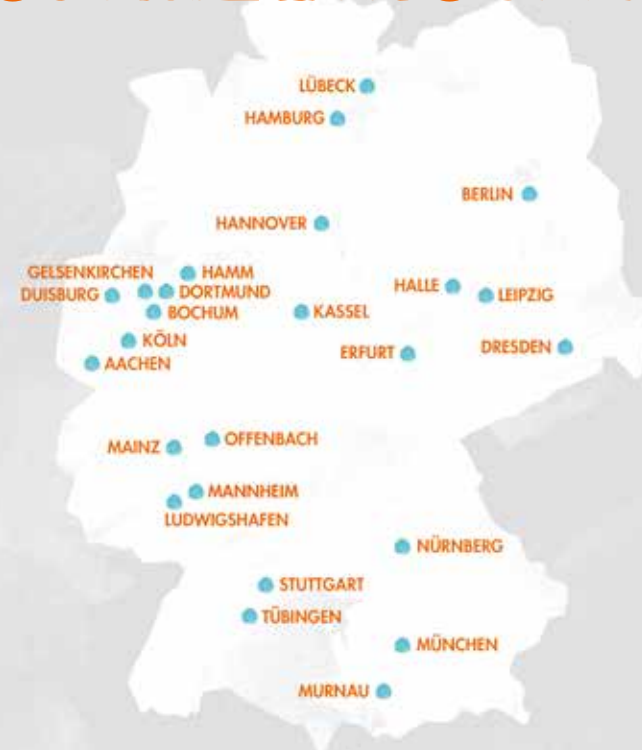 LÜBECK
HAMBURG
BERLIN
HANNOVER
GELSENKIRCHEN
HAMM
DUISBURG
DORTMUND
HALLE
LEIPZIG
BOCHUM
KASSEL
KÖLN
ERFURT
DRESDEN
AACHEN
MAINZ
OFFENBACH
MANNHEIM
LUDWIGSHAFEN
NÜRNBERG
STUTTGART
TÜBINGEN
MÜNCHEN
MURNAU